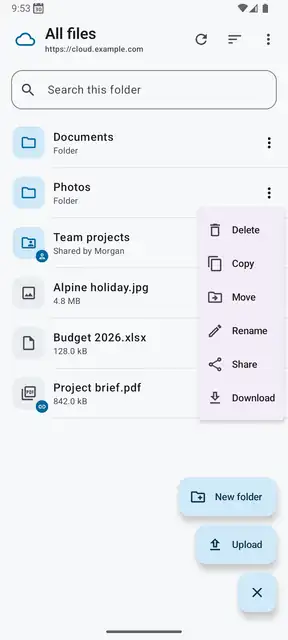 9:53
All files
https://cloud.example.com
Search this folder
Documents
Folder
Photos
Folder
Team projects
Shared by Morgan
Alpine holiday.jpg
4.8 MB
Budget 2026.xlsx
128.0 kB
Project brief.pdf
842.0 kB
Delete
Copy
Move
Rename
Share
Download
New folder
Upload